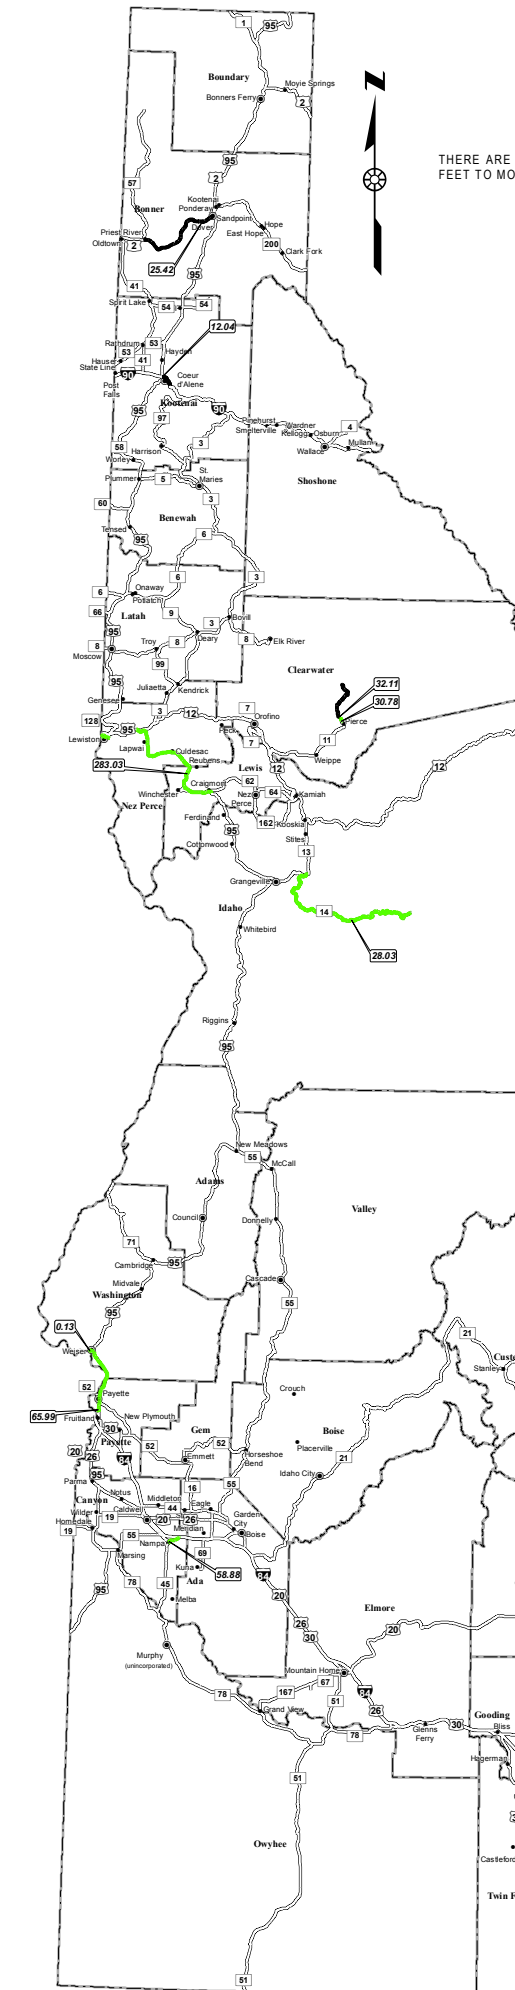 1
95
Boundary
Moyie Springs
Bonners Ferry
2
Z
THERE ARE
FEET TO MO
95
57
2
Kootenai
Bonner
Ponderay
Sandpoint
Priest River
Dover
Hope
Oldtown
2
East Hope
200
Clark Fork
25.42
95
41
Spirit Lake
54
54
12.04
Rathdrum
53
53
Hayden
Hauser
41
State Line
90
Coeur
d'Alene
Post
Falls
Kootenai
95
97
90
Pinehurst
Wardner
4
Smelterville
Kellogg
Osburn
Mullan
58
Harrison
3
Wallace
Worley
St.
Maries
Plummer
5
Shoshone
60
3
Benewah
Tensed
95
6
6
3
6
Onaway
Potlatch
66
Latah
9
3
Bovill
95
8
Troy
8
Deary
8
Elk River
Moscow
99
Clearwater
95
Juliaetta
Kendrick
32.11
Genesee
30.78
128
3
12
7
Orofino
Pierce
Lewiston
95
Peck
7
11
Lapwai
Culdesac
Weippe
Reubens
283.03
Lewis
12
12
Craigmont
62
Winchester
Nez
Perce
64
Kamiah
Nez Perce
Ferdinand
162
Kooskia
95
Stites
Cottonwood
13
Grangeville
Idaho
14
Whitebird
28.03
Riggins
95
New Meadows
55
McCall
Adams
Valley
Council
Donnelly
71
Cambridge
95
Midvale
Cascade
Washington
55
95
0.13
21
Weiser
Custe
Stanley
52
Payette
Crouch
65.99
Fruitland
New Plymouth
30
Gem
Boise
Payette
52
52
Placerville
20
26
84
Emmett
Horseshoe
Bend
21
95
Idaho City
Parma
16
55
Notus
Canyon
Middleton
Eagle
Wilder
19
Caldwell
44
Garden
City
Homedale
20
26
19
55
Meridian
Boise
Nampa
69
Marsing
Kuna
58.88
84
78
45
Ada
95
Melba
20
Elmore
26
30
20
Murphy
(unincorporated)
Mountain Home
67
167
84
78
51
26
Gooding
Grand View
Glenns
Ferry
30
Bliss
78
Hagerman
51
Castleford
Owyhee
Twin F
51